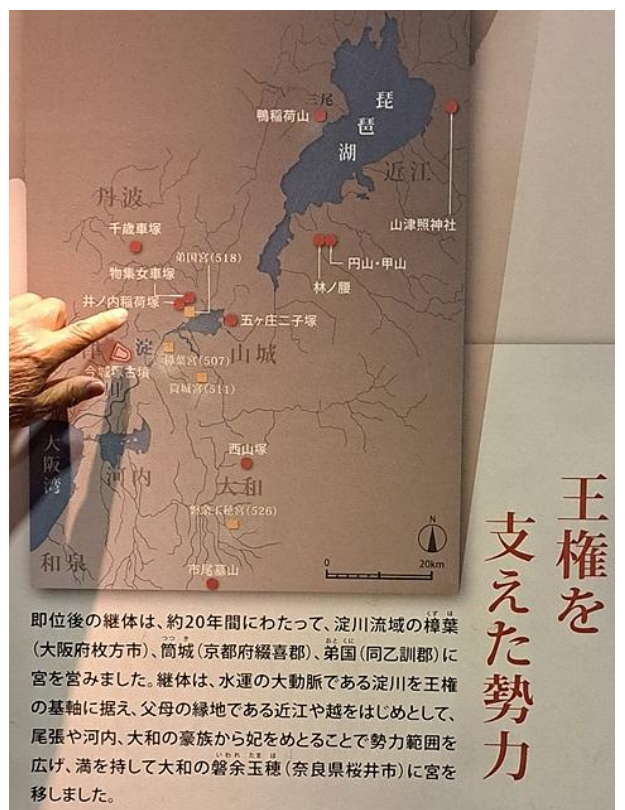 三尾
鴨稲荷山
琵
琶
湖
近江
山津照神社
丹波
千歳車塚
弟国宮(518)
円山・甲山
物集女車塚
林ノ腰
井ノ内稲荷塚
五ヶ庄二子塚
淀
山城
樟葉宮(507)
今城塚古墳
川
筒城宮(511)
大阪湾
河内
西山塚
大和
磐余玉穂宮(526)
和泉
市尾墓山
N
0
20km
王権を
支えた勢力
即位後の継体は、約20年間にわたって、淀川流域の樟葉
(大阪府枚方市)、筒城(京都府綴喜郡)、弟国(同乙訓郡)に
宮を営みました。継体は、水運の大動脈である淀川を王権
の基軸に据え、父母の縁地である近江や越をはじめとして、
尾張や河内、大和の豪族から妃をめとることで勢力範囲を
広げ、満を持して大和の磐余玉穂(奈良県桜井市)に宮を
移しました。